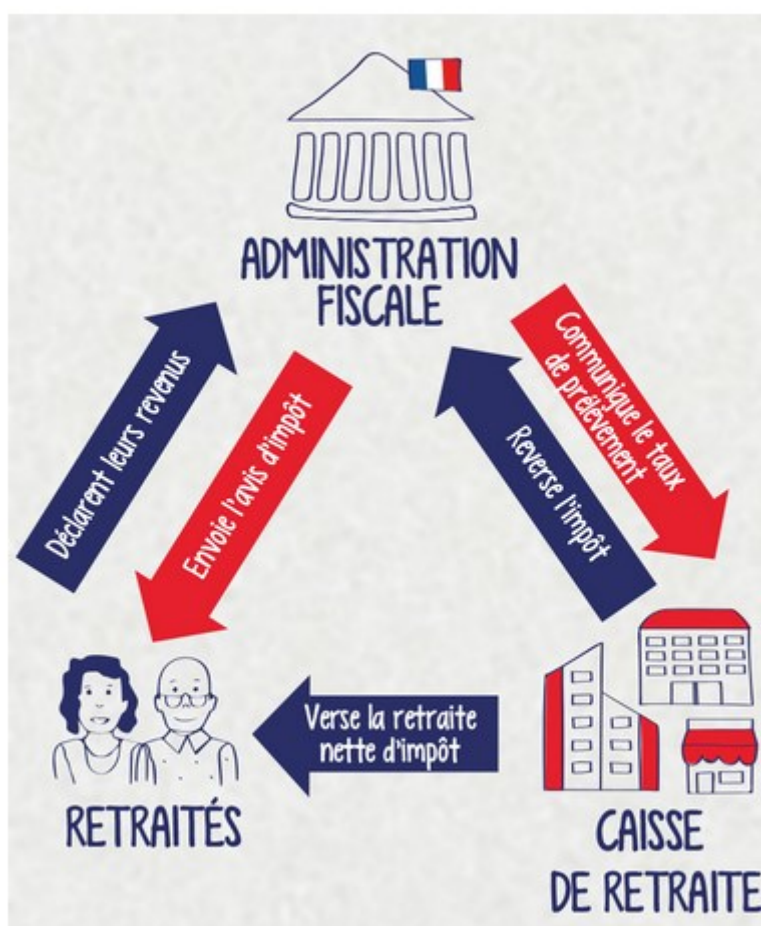 ADMINISTRATION
FISCALE
Déclarent leurs revenus
Envoie l'avis d'impôt
Communique le taux
de prélèvement
Reverse l'impôt
Verse la retraite
nette d'impôt
RETRAITÉS
CAISSE
DE RETRAITE